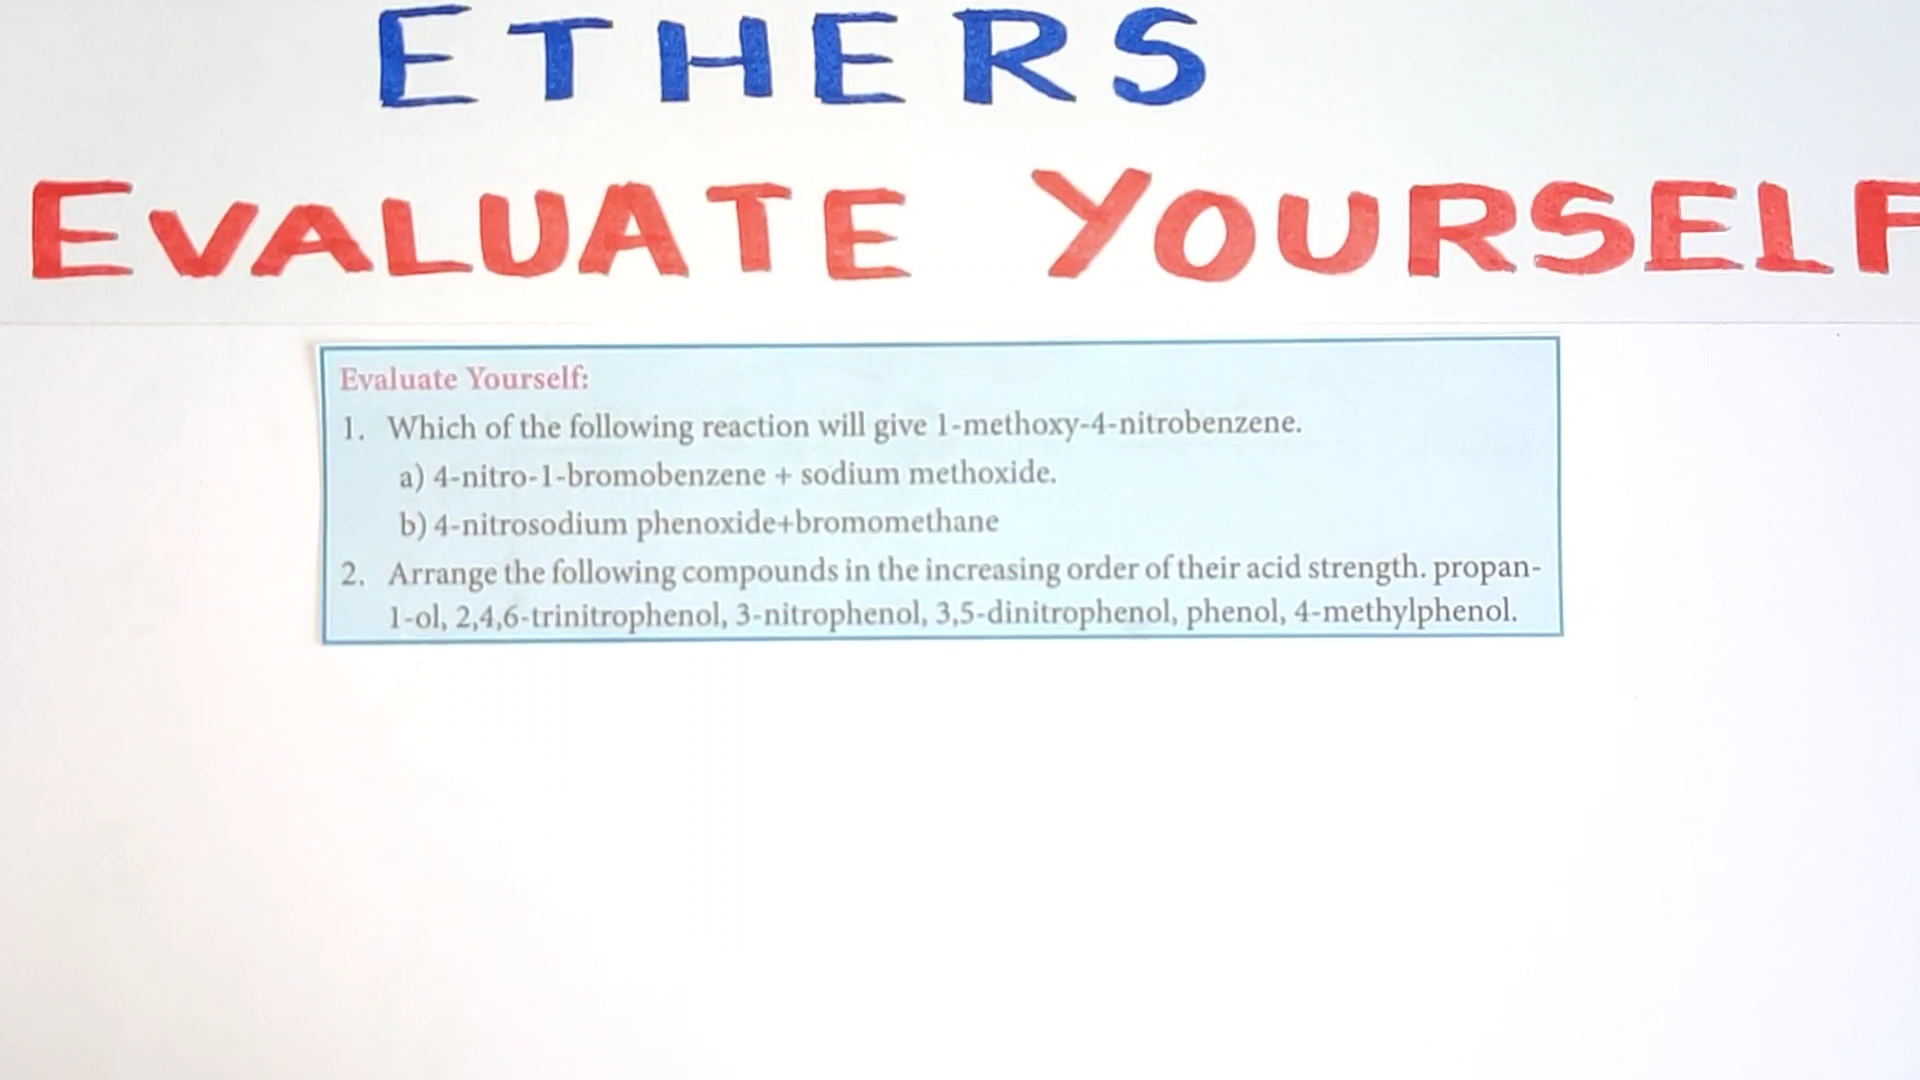 ETHERS
EVALUATE YOURSELF
Evaluate Yourself:
1. Which of the following reaction will give 1-methoxy-4-nitrobenzene.
a) 4-nitro-1-bromobenzene + sodium methoxide.
b) 4-nitrosodium phenoxide+bromomethane
2. Arrange the following compounds in the increasing order of their acid strength. propan-
1-ol, 2,4,6-trinitrophenol, 3-nitrophenol, 3,5-dinitrophenol, phenol, 4-methylphenol.